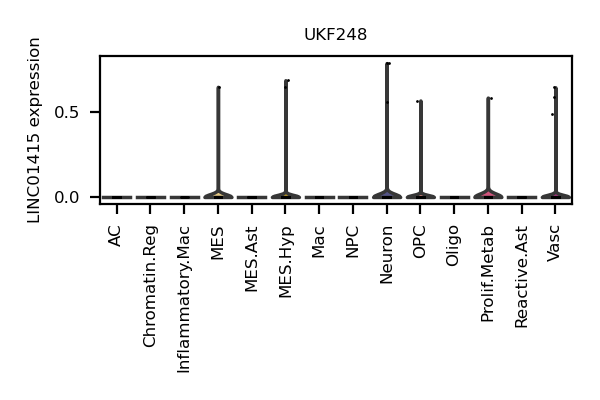 UKF248
LINC01415 expression
0.5
0.0
AC
Chromatin.Reg
Inflammatory.Mac
MES
MES.Ast
MES.Hyp
Mac
NPC
Neuron
OPC
Oligo
Prolif.Metab
Reactive.Ast
Vasc